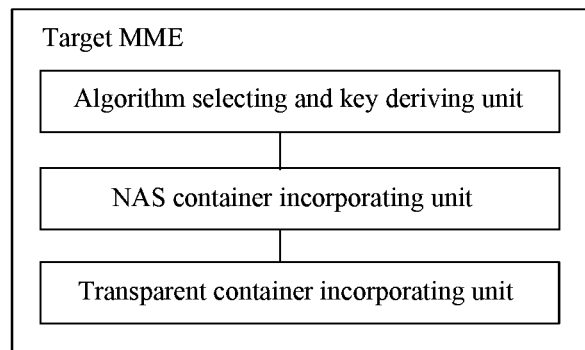 Target MME
Algorithm selecting and key deriving unit
NAS container incorporating unit
Transparent container incorporating unit